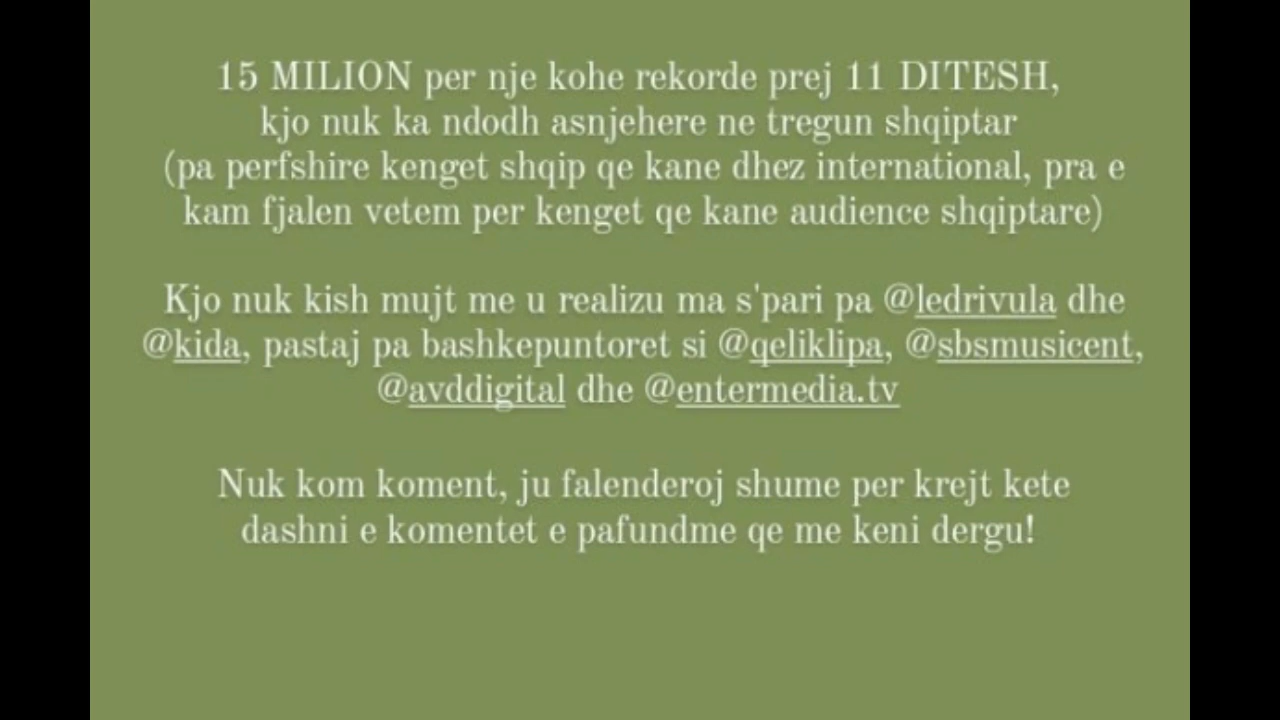 15 MILION per nje kohe rekorde prej 11 DITESH,
kjo nuk ka ndodh asnjehere ne tregun shqiptar
(pa perfshire kenget shqip qe kane dhez international, pra e
kam fjalen vetem per kenget qe kane audience shqiptare)
Kjo nuk kish mujt me u realizu ma s'pari pa @ledrivula dhe
@kida, pastaj pa bashkepuntoret si @qeliklipa, @sbsmusicent,
@avddigital dhe @entermedia.tv
Nuk kom koment, ju falenderoj shume per krejt kete
dashni e komentet e pafundme qe me keni dergu!